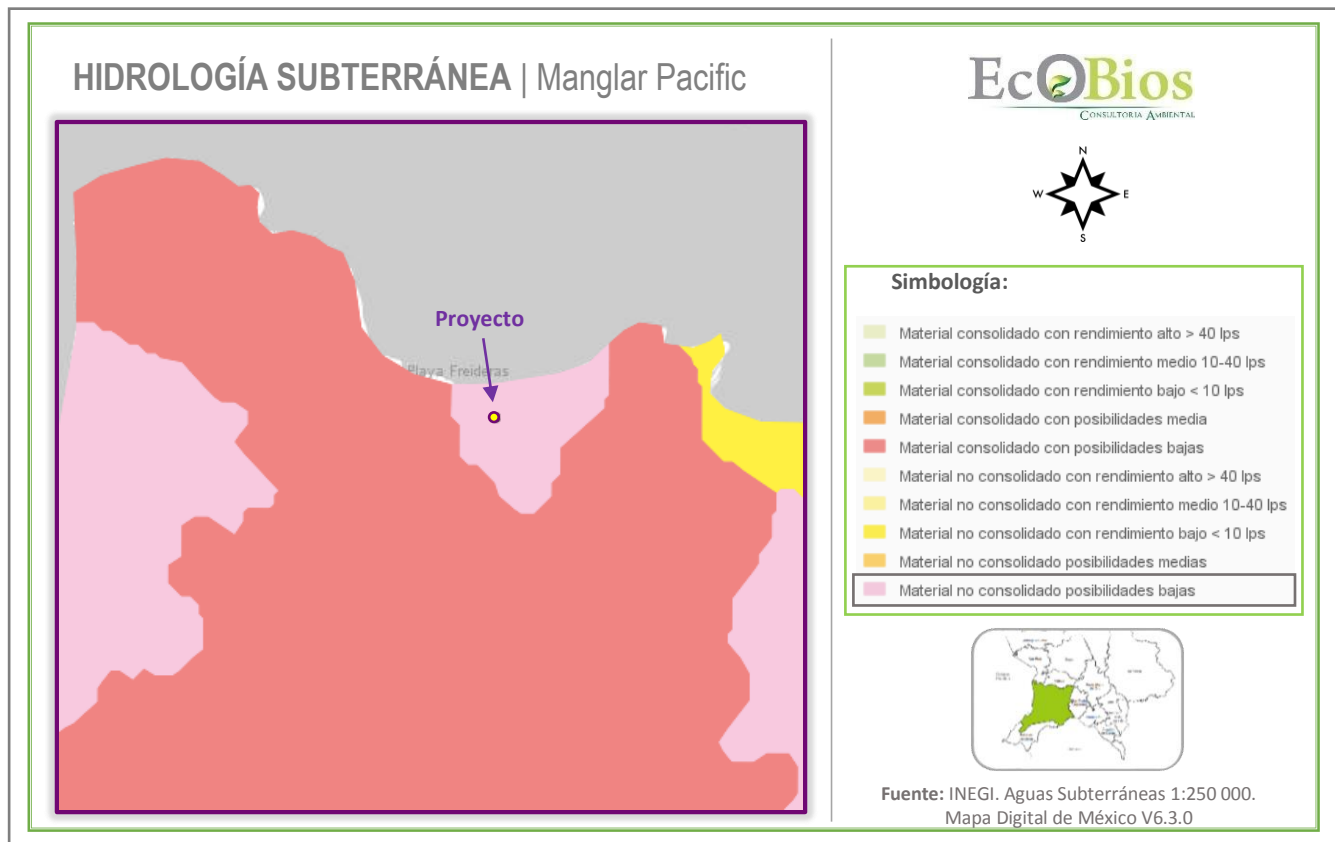 HIDROLOGÍA SUBTERRÁNEA | Manglar Pacific
Proyecto
Playa Freideras
EcOBios
CONSULTORIA AMBIENTAL
N
W E
S
Simbología:
Material consolidado con rendimiento alto > 40 lps
Material consolidado con rendimiento medio 10-40 lps
Material consolidado con rendimiento bajo < 10 lps
Material consolidado con posibilidades media
Material consolidado con posibilidades bajas
Material no consolidado con rendimiento alto > 40 lps
Material no consolidado con rendimiento medio 10-40 lps
Material no consolidado con rendimiento bajo < 10 lps
Material no consolidado posibilidades medias
Material no consolidado posibilidades bajas
Fuente: INEGI. Aguas Subterráneas 1:250 000.
Mapa Digital de México V6.3.0